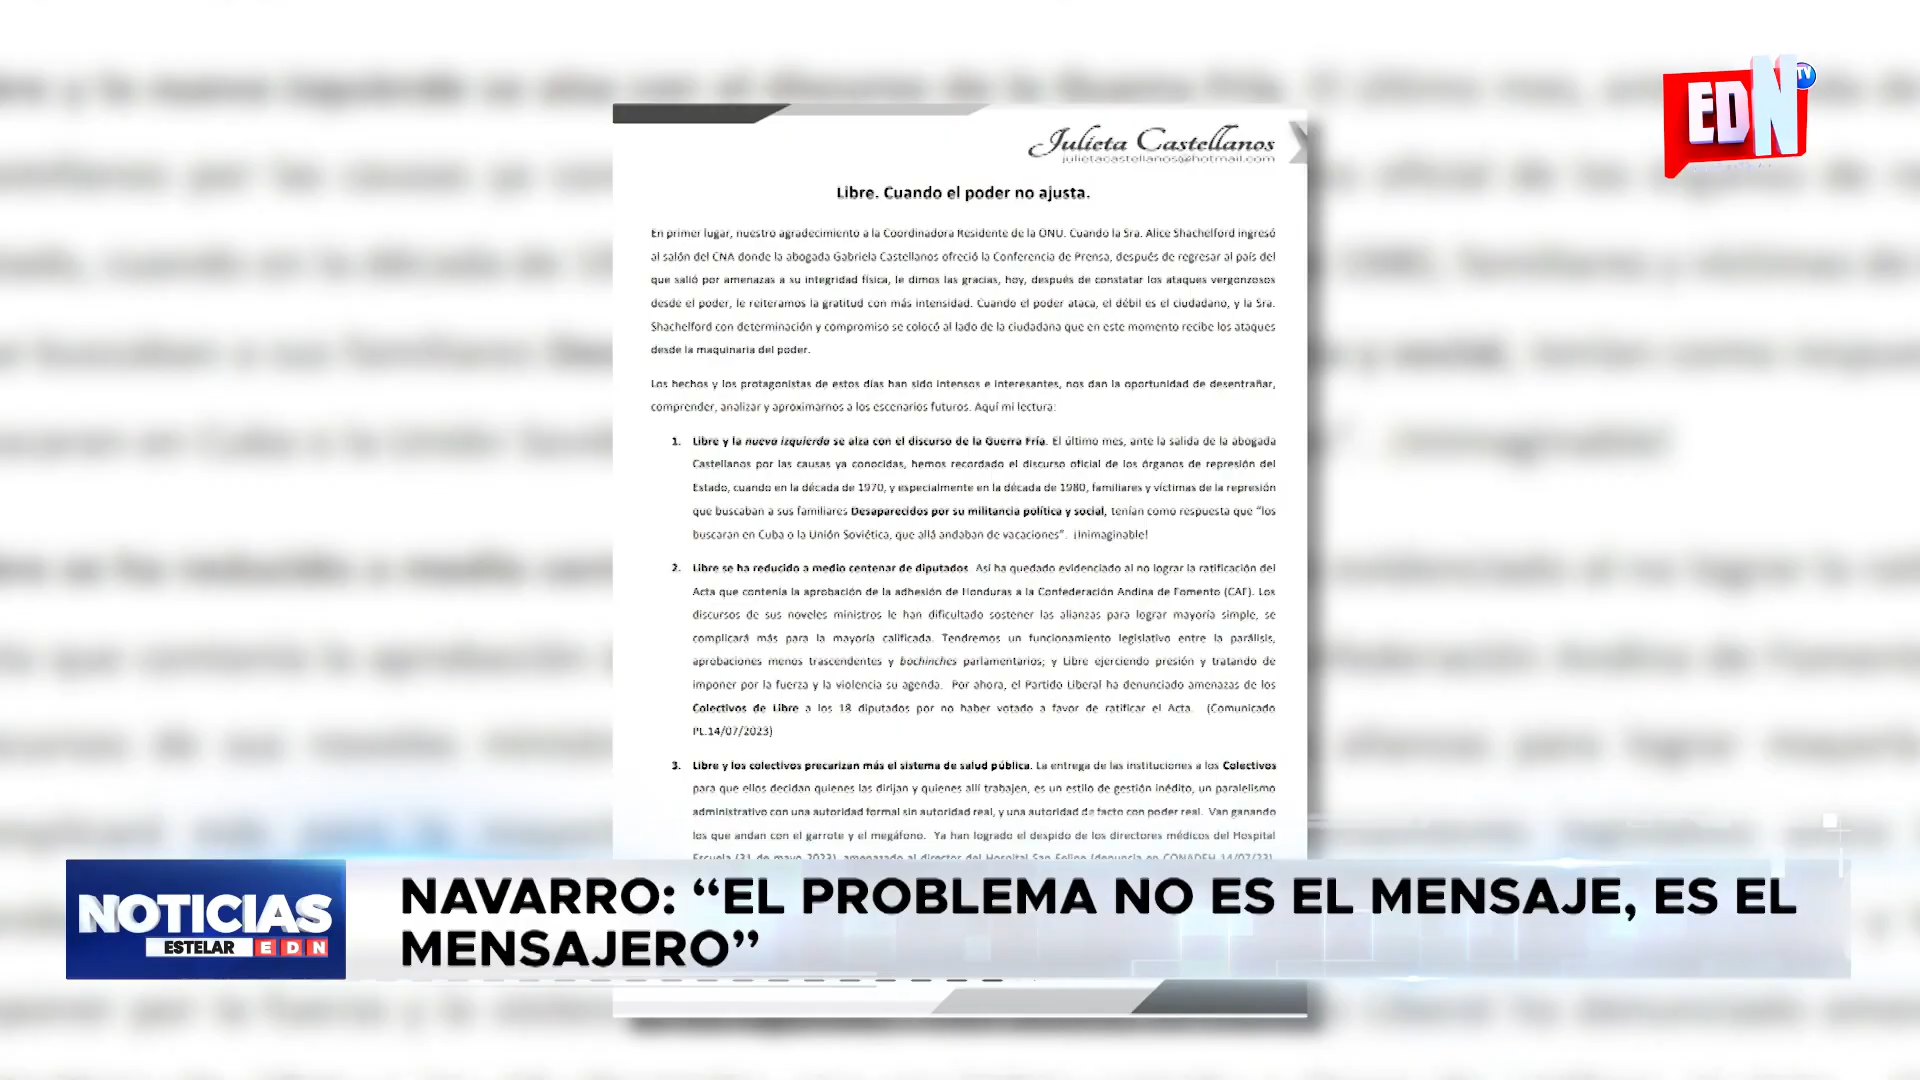 EDN TV
Julieta Castellanos
julietacastellanos@hotmail.com
Libre. Cuando el poder no ajusta.
En primer lugar, nuestro agradecimiento a la Coordinadora Residente de la ONU. Cuando la Sra. Alice Shachelford ingresó
al salón del CNA donde la abogada Gabriela Castellanos ofreció la Conferencia de Prensa, después de regresar al país del
que salió por amenazas a su integridad física, le dimos las gracias, hoy, después de constatar los ataques vergonzosos
desde el poder, le reiteramos la gratitud con más intensidad. Cuando el poder ataca, el débil es el ciudadano, y la Sra.
Shachelford con determinación y compromiso se colocó al lado de la ciudadana que en este momento recibe los ataques
desde la maquinaria del poder.
Los hechos y los protagonistas de estos días han sido intensos e interesantes, nos dan la oportunidad de desentrañar,
comprender, analizar y aproximarnos a los escenarios futuros. Aquí mi lectura:
1. Libre y la nueva izquierda se alza con el discurso de la Guerra Fría. El último mes, ante la salida de la abogada
Castellanos por las causas ya conocidas, hemos recordado el discurso oficial de los órganos de represión del
Estado, cuando en la década de 1970, y especialmente en la década de 1980, familiares y víctimas de la represión
que buscaban a sus familiares Desaparecidos por su militancia política y social, tenían como respuesta que "los
buscaran en Cuba o la Unión Soviética, que allá andaban de vacaciones". ¡Inimaginable!
2. Libre se ha reducido a medio centenar de diputados. Así ha quedado evidenciado al no lograr la ratificación del
Acta que contenía la aprobación de la adhesión de Honduras a la Confederación Andina de Fomento (CAF). Los
discursos de sus noveles ministros le han dificultado sostener las alianzas para lograr mayoría simple, se
complicará más para la mayoría calificada. Tendremos un funcionamiento legislativo entre la parálisis,
aprobaciones menos trascendentes y bochinches parlamentarios; y Libre ejerciendo presión y tratando de
imponer por la fuerza y la violencia su agenda. Por ahora, el Partido Liberal ha denunciado amenazas de los
Colectivos de Libre a los 18 diputados por no haber votado a favor de ratificar el Acta. (Comunicado
PL.14/07/2023)
3. Libre y los colectivos precarizan más el sistema de salud pública. La entrega de las instituciones a los Colectivos
para que ellos decidan quienes las dirijan y quienes allí trabajen, es un estilo de gestión inédito, un paralelismo
administrativo con una autoridad formal sin autoridad real, y una autoridad de facto con poder real. Van ganando
los que andan con el garrote y el megáfono. Ya han logrado el despido de los directores médicos del Hospital
Escuela (31 de mayo 2023), amenazado al director del Hospital San Felipe (denuncia en CONADEH 14/07/23)
NOTICIAS
ESTELAR EDN
NAVARRO: “EL PROBLEMA NO ES EL MENSAJE, ES EL
MENSAJERO”